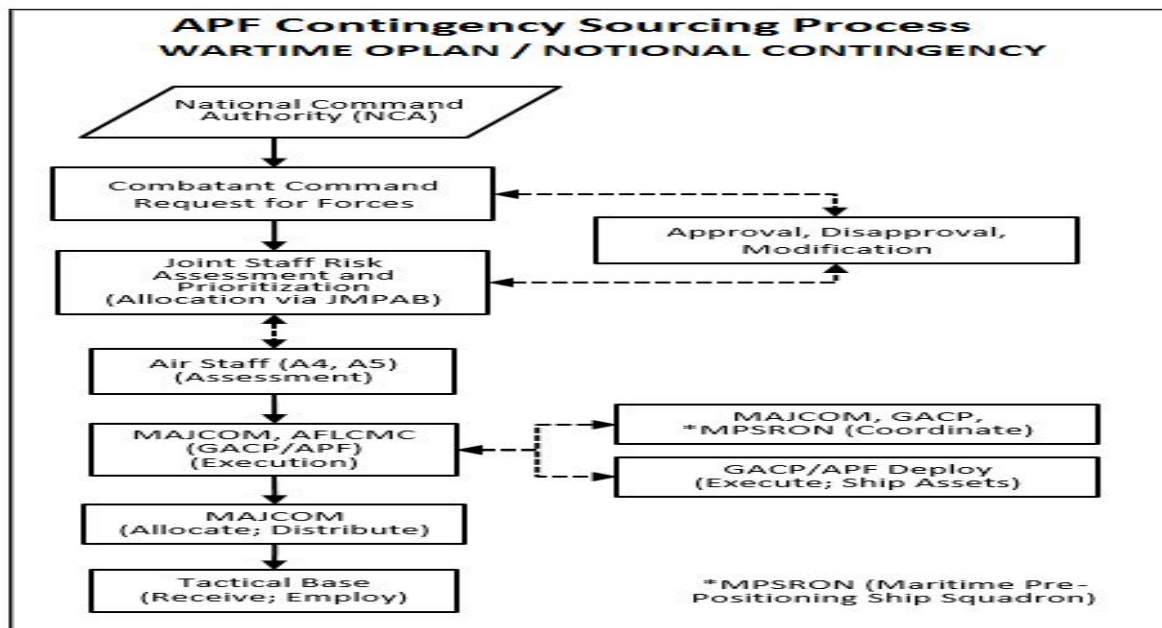 APF Contingency Sourcing Process
WARTIME OPLAN / NOTIONAL CONTINGENCY
National Command
Authority (NCA)
Combatant Command
Request for Forces
Approval, Disapproval,
Modification
Joint Staff Risk
Assessment and
Prioritization
(Allocation via JMPAB)
Air Staff (A4, A5)
(Assessment)
MAJCOM, AFLCMC
(GACP/APF)
(Execution)
MAJCOM, GACP,
*MPSRON (Coordinate)
GACP/APF Deploy
(Execute; Ship Assets)
MAJCOM
(Allocate; Distribute)
Tactical Base
(Receive; Employ)
*MPSRON (Maritime Pre-
Positioning Ship Squadron)